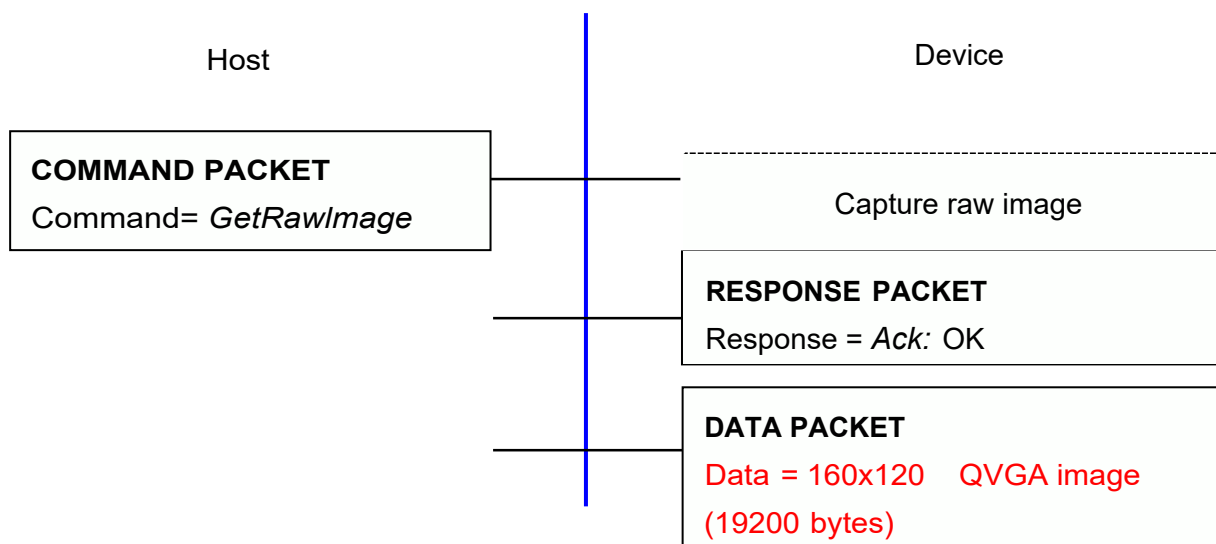 Host
Device
COMMAND PACKET
Command= GetRawImage
Capture raw image
RESPONSE PACKET
Response = Ack: OK
DATA PACKET
Data = 160x120 QVGA image
(19200 bytes)